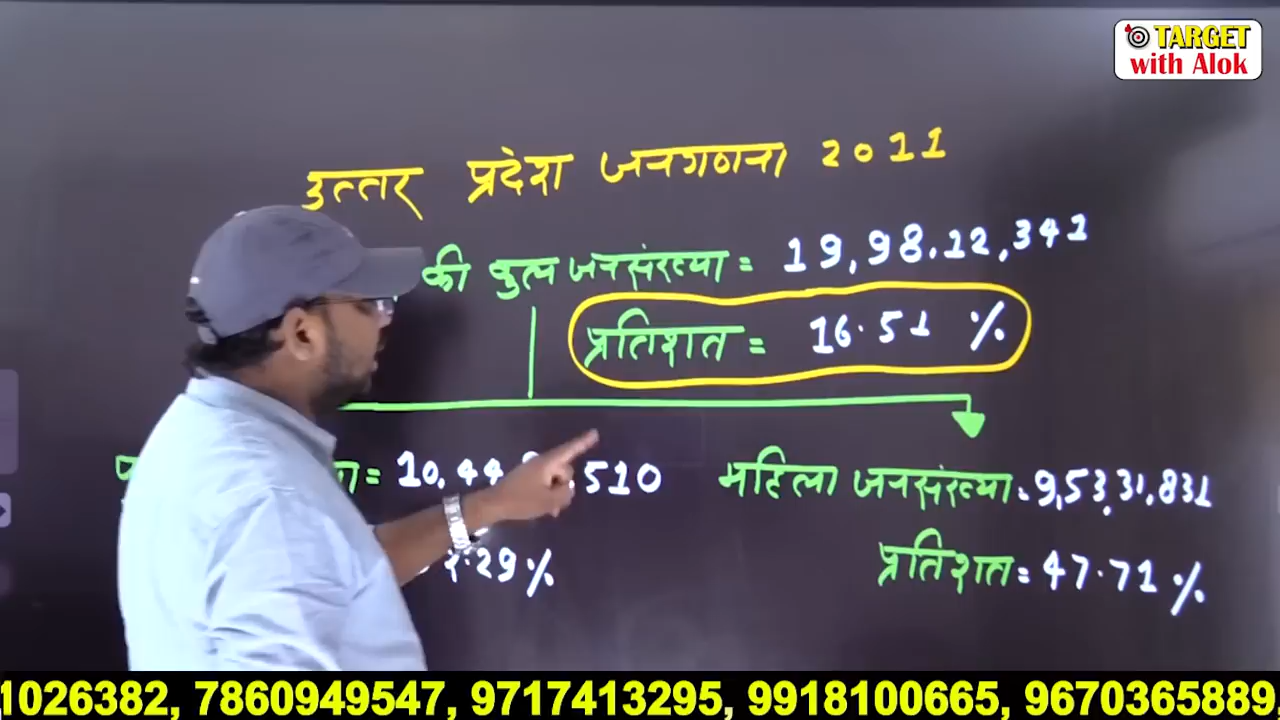 TARGET
with Alok
उत्तर प्रदेश जनगणना 2011
की कुल जनसंख्या = 19,98,12,341
प्रतिशत = 16.51 %
= 10,44 510
महिला जनसंख्या = 9,53,31,831
.29%
प्रतिशत = 47.71%
1026382, 7860949547, 9717413295, 9918100665, 9670365889.